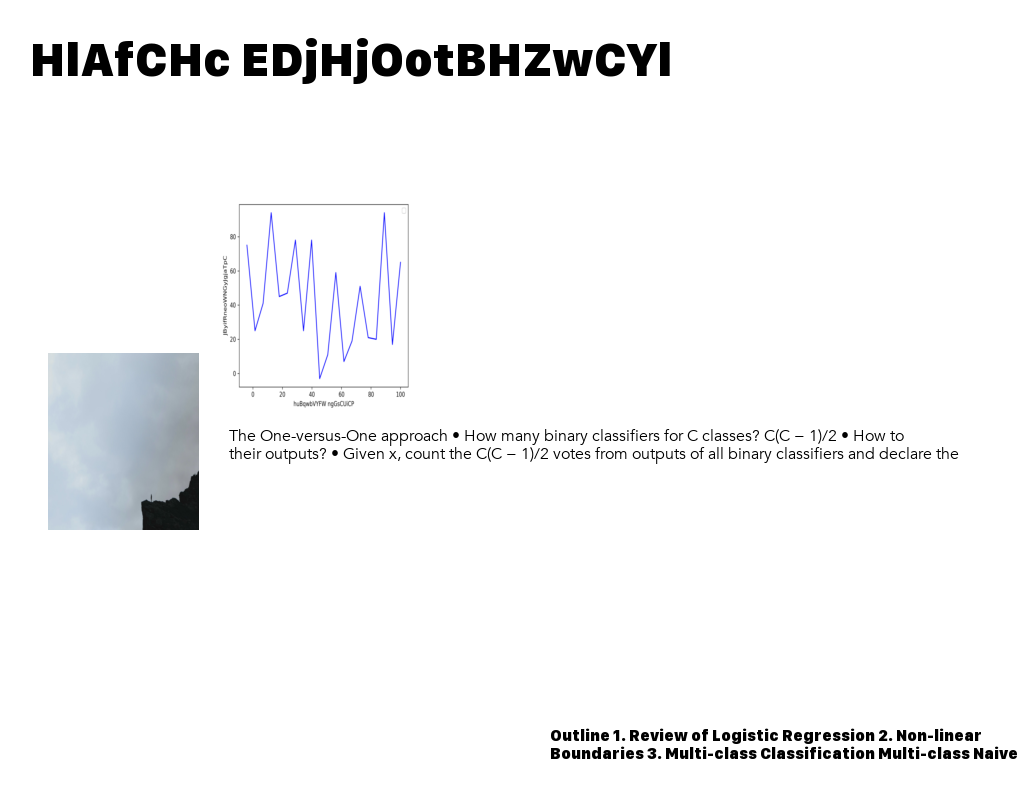 HlAfCHc EDjHjOotBHZwCYl
80
60
40
20
0
0 20 40 60 80 100
huBqwbVYFW ngGsCUiCP
The One-versus-One approach • How many binary classifiers for C classes? C(C − 1)/2 • How to
their outputs? • Given x, count the C(C − 1)/2 votes from outputs of all binary classifiers and declare the
Outline 1. Review of Logistic Regression 2. Non-linear
Boundaries 3. Multi-class Classification Multi-class Naive